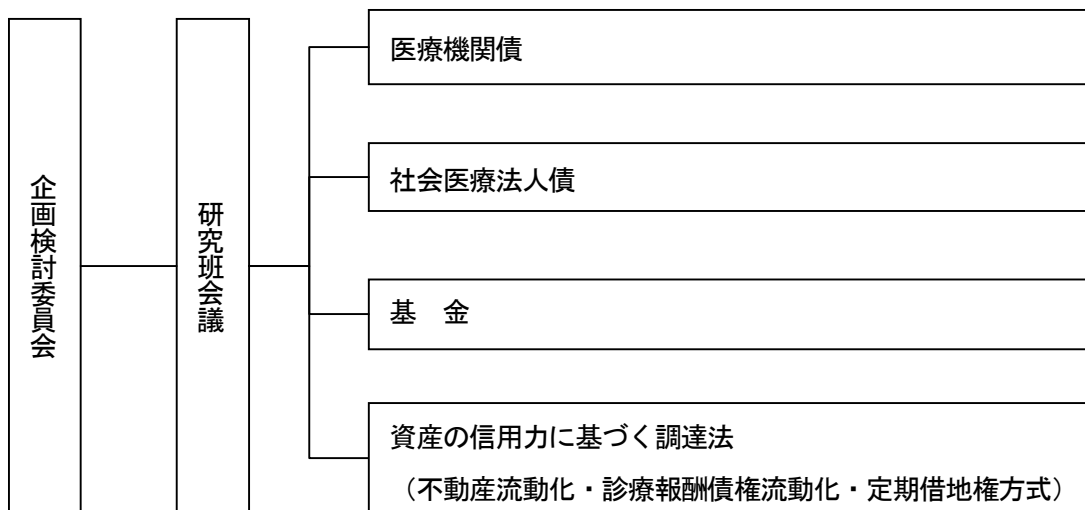 企画検討委員会
研究班会議
医療機関債
社会医療法人債
基　金
資産の信用力に基づく調達法
（不動産流動化・診療報酬債権流動化・定期借地権方式）